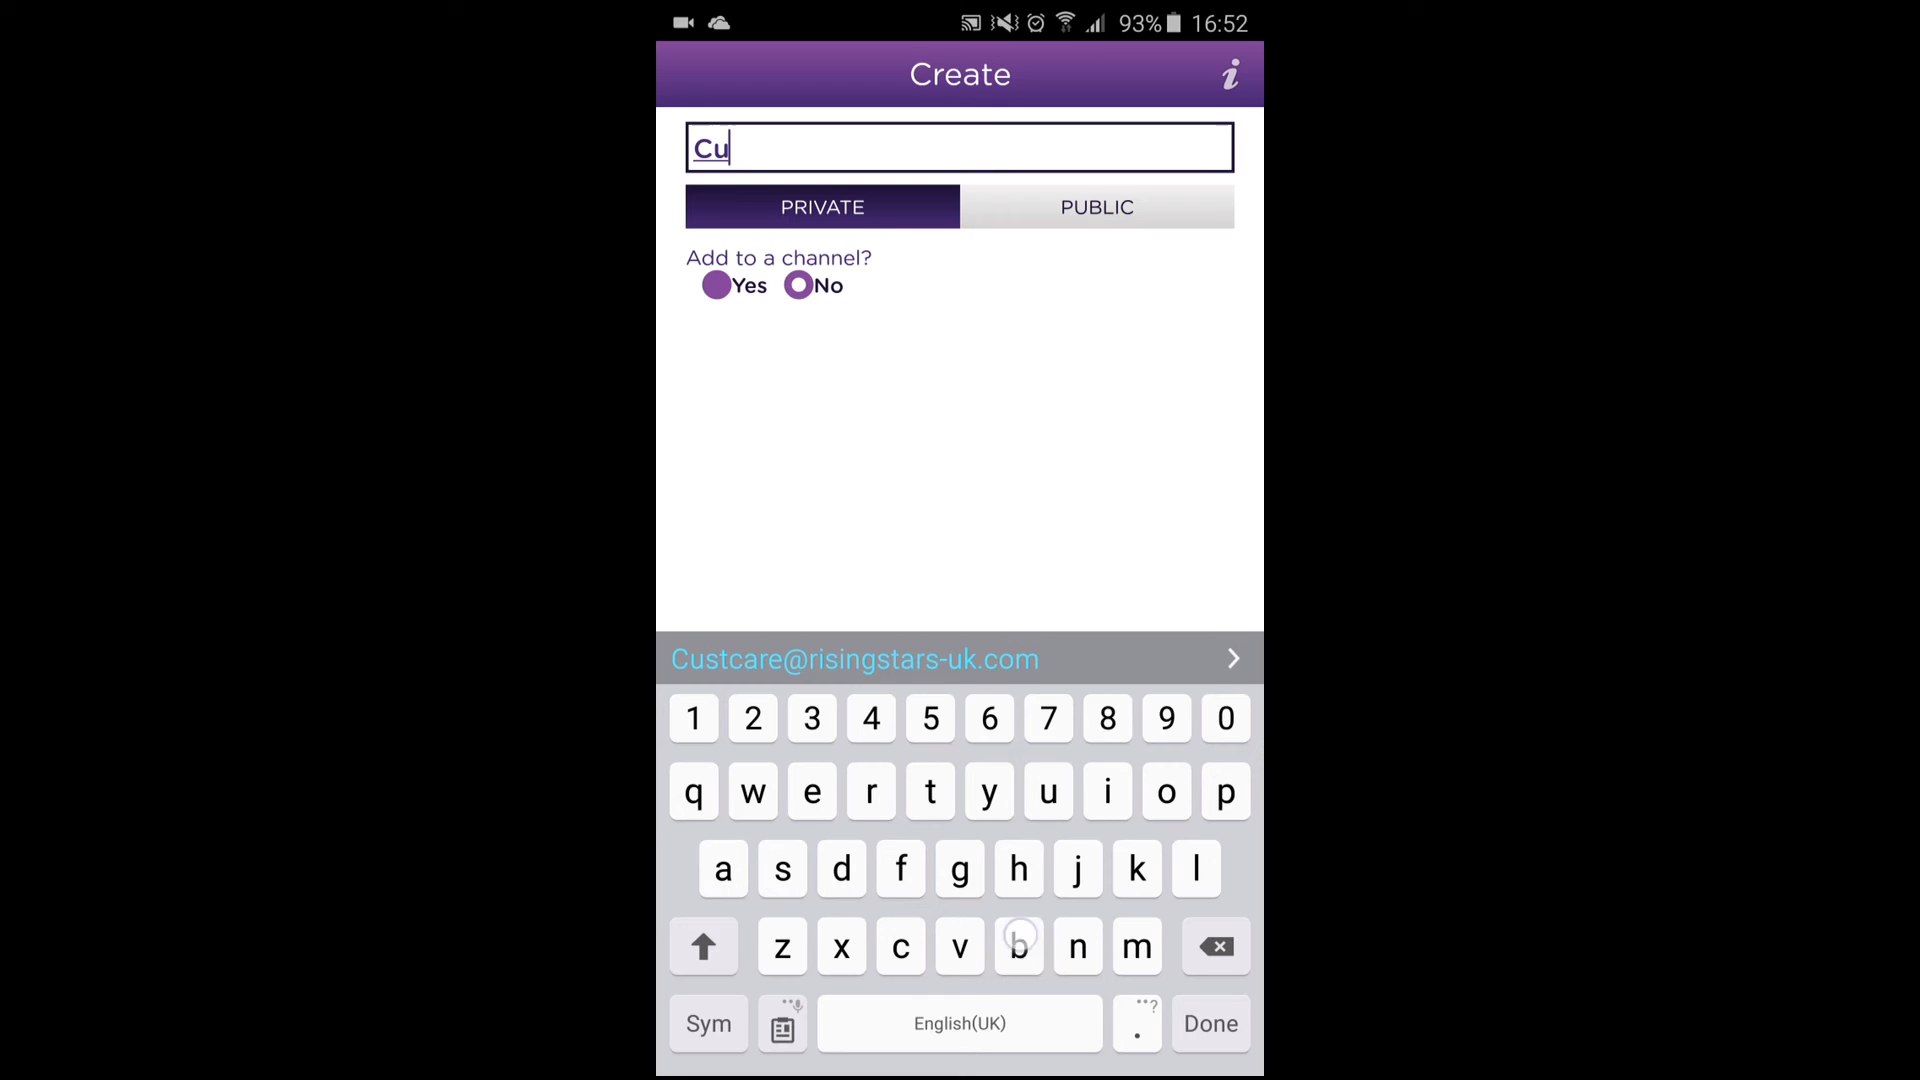 93% 16:52
Create i
Cu
PRIVATE PUBLIC
Add to a channel?
Yes No
Custcare@risingstars-uk.com
1 2 3 4 5 6 7 8 9 0
q w e r t y u i o p
a s d f g h j k l
z x c v b n m
Sym English(UK) . ? Done